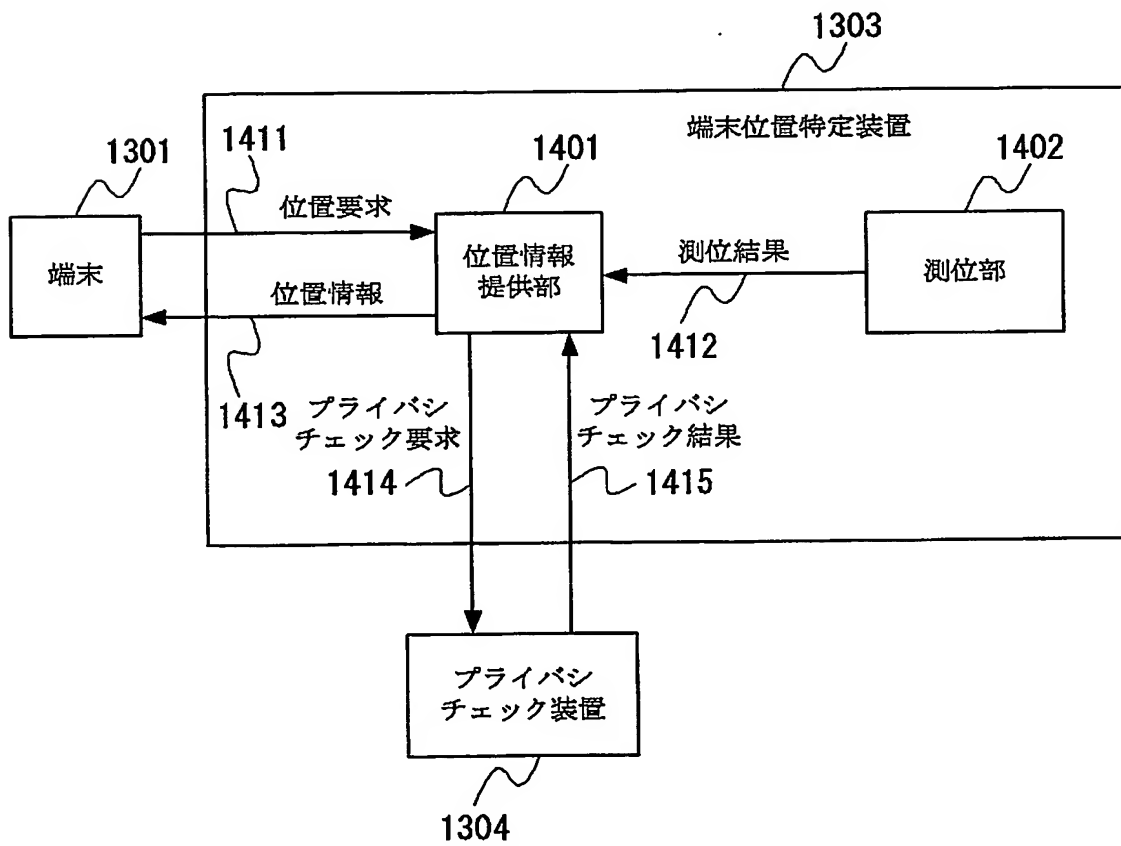 1303
端末位置特定装置
1301
1411
1401
1402
位置要求
端末
位置情報
提供部
測位結果
測位部
位置情報
1412
1413
プライバシ
チェック要求
プライバシ
チェック結果
1414
1415
プライバシ
チェック装置
1304